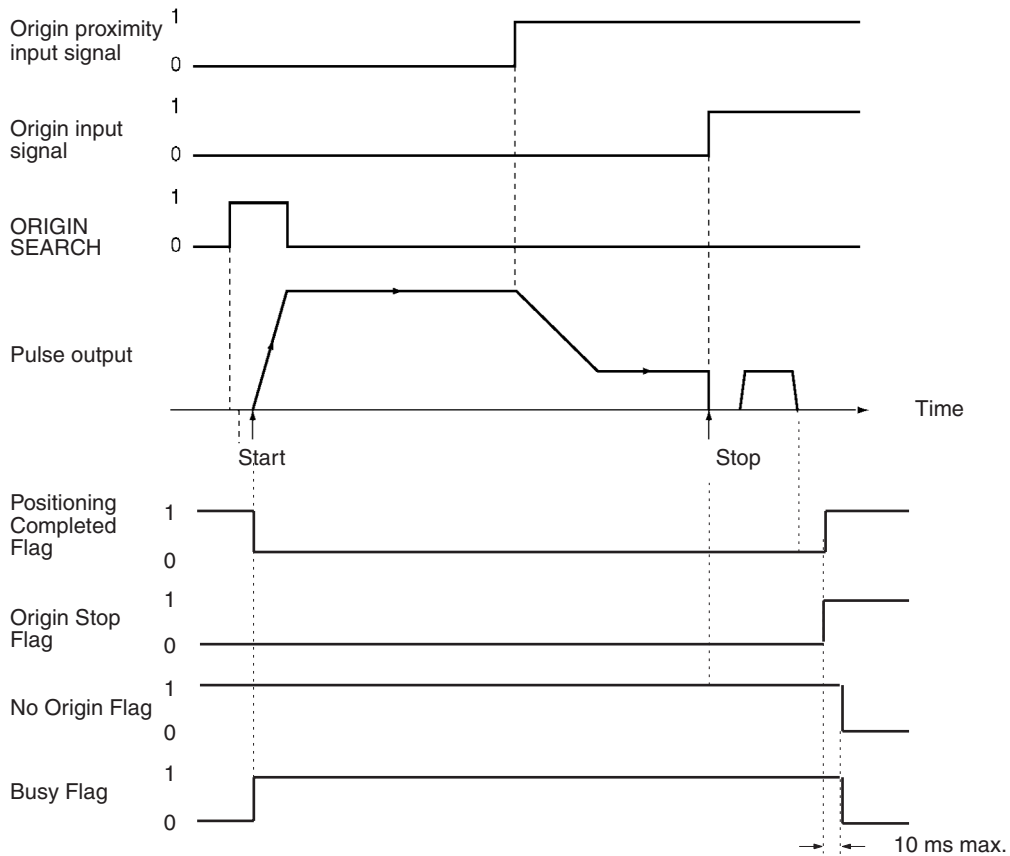 Origin proximity
input signal
1
0
Origin input
signal
1
0
ORIGIN
SEARCH
1
0
Pulse output
Time
Start
Stop
Positioning
Completed
Flag
1
0
Origin Stop
Flag
1
0
No Origin Flag
1
0
Busy Flag
1
0
10 ms max.